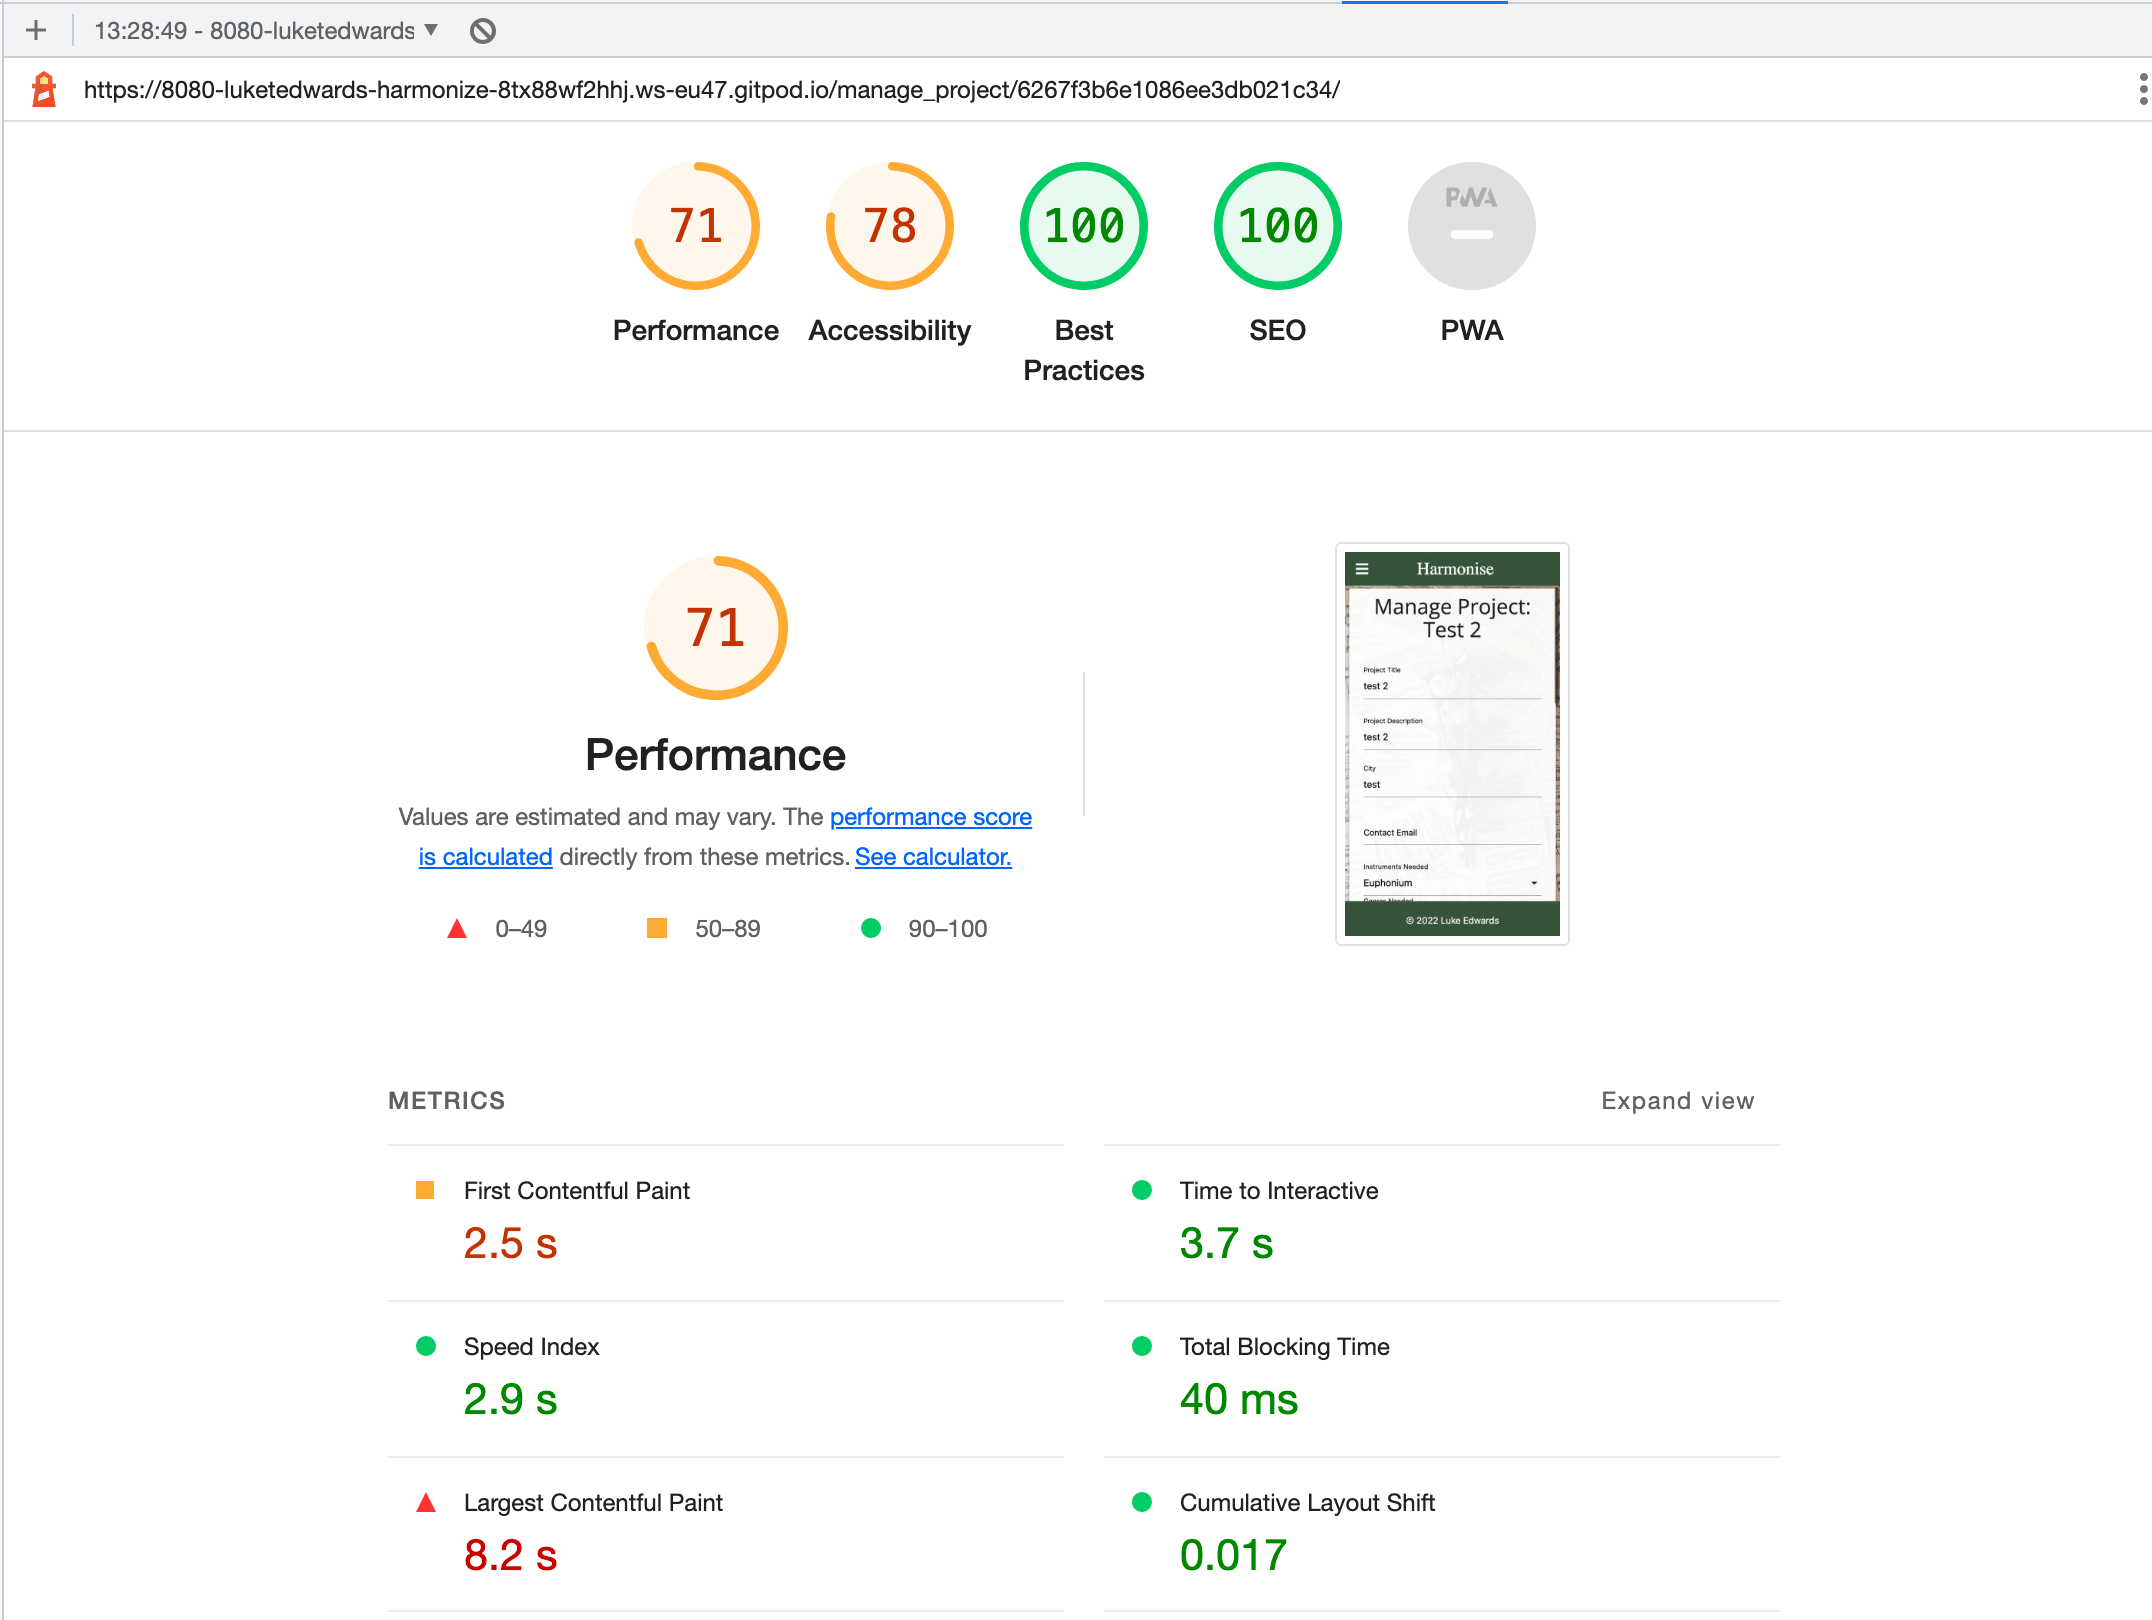 13:28:49 - 8080-luketedwards
https://8080-luketedwards-harmonize-8tx88wf2hhj.ws-eu47.gitpod.io/manage_project/6267f3b6e1086ee3db021c34/
71
78
100
100
PWA
Performance
Accessibility
Best
Practices
SEO
PWA
71
Performance
Values are estimated and may vary. The performance score
is calculated directly from these metrics. See calculator.
0–49
50–89
90–100
Harmonise
Manage Project:
Test 2
Project Title
test 2
Project Description
test 2
City
test
Contact Email
Instruments Needed
Euphonium
© 2022 Luke Edwards
METRICS
Expand view
First Contentful Paint
2.5 s
Time to Interactive
3.7 s
Speed Index
2.9 s
Total Blocking Time
40 ms
Largest Contentful Paint
8.2 s
Cumulative Layout Shift
0.017